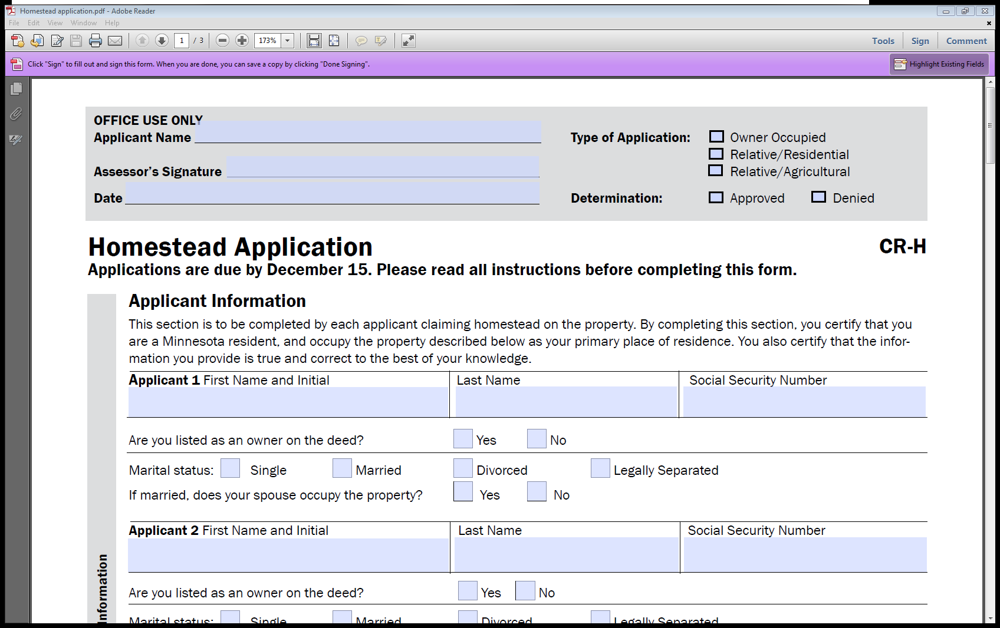 Homestead application.pdf - Adobe Reader
File Edit View Window Help
1 / 3 173% Tools Sign Comment
Click "Sign" to fill out and sign this form. When you are done, you can save a copy by clicking "Done Signing".
Highlight Existing Fields
OFFICE USE ONLY
Applicant Name
Type of Application: Owner Occupied
Relative/Residential
Assessor's Signature
Relative/Agricultural
Date
Determination: Approved Denied
Homestead Application CR-H
Applications are due by December 15. Please read all instructions before completing this form.
Applicant Information
This section is to be completed by each applicant claiming homestead on the property. By completing this section, you certify that you
are a Minnesota resident, and occupy the property described below as your primary place of residence. You also certify that the infor-
mation you provide is true and correct to the best of your knowledge.
Applicant 1 First Name and Initial Last Name Social Security Number
Are you listed as an owner on the deed? Yes No
Marital status: Single Married Divorced Legally Separated
If married, does your spouse occupy the property? Yes No
Applicant 2 First Name and Initial Last Name Social Security Number
Are you listed as an owner on the deed? Yes No
Marital status: Single Married Divorced Legally Separated
Information